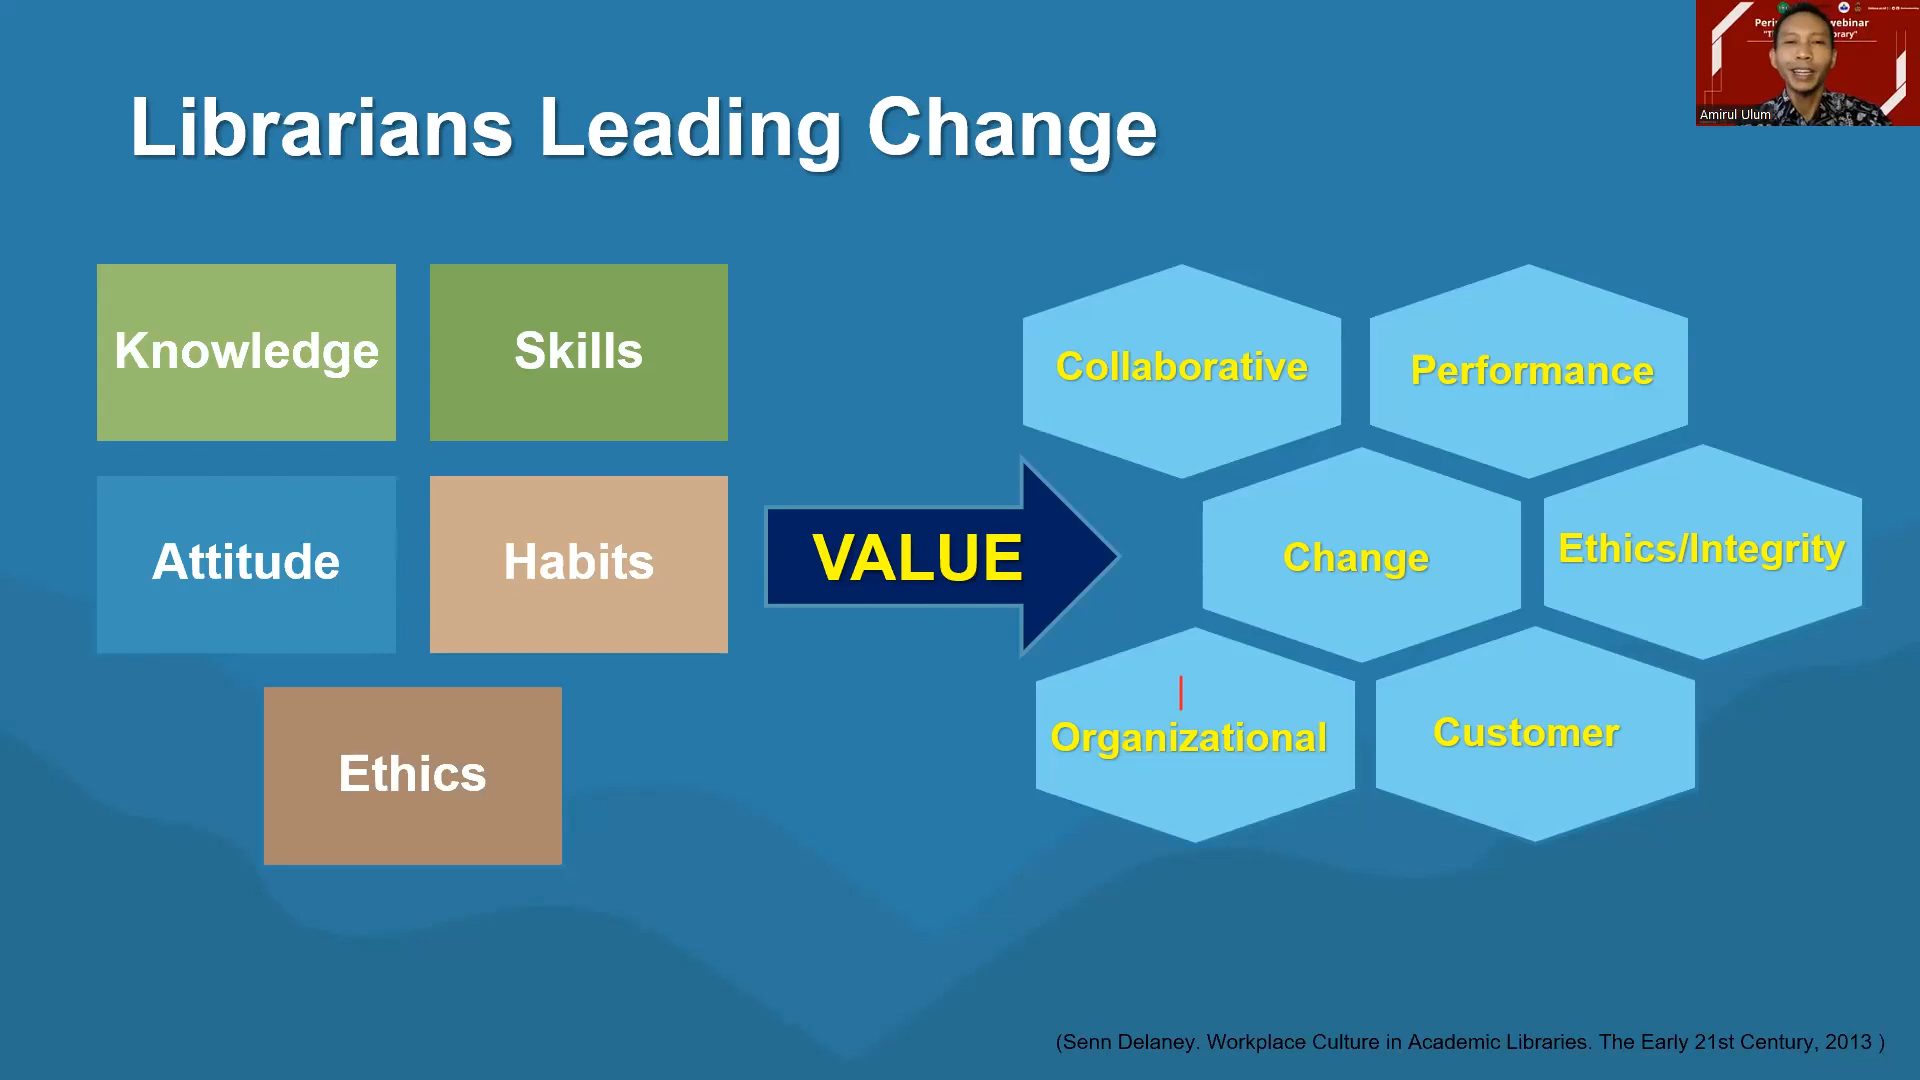 Librarians Leading Change
Knowledge
Skills
Attitude
Habits
Ethics
VALUE
Collaborative
Performance
Change
Ethics/Integrity
Organizational
Customer
(Senn Delaney. Workplace Culture in Academic Libraries. The Early 21st Century, 2013 )
webinar
Amirul Ulum